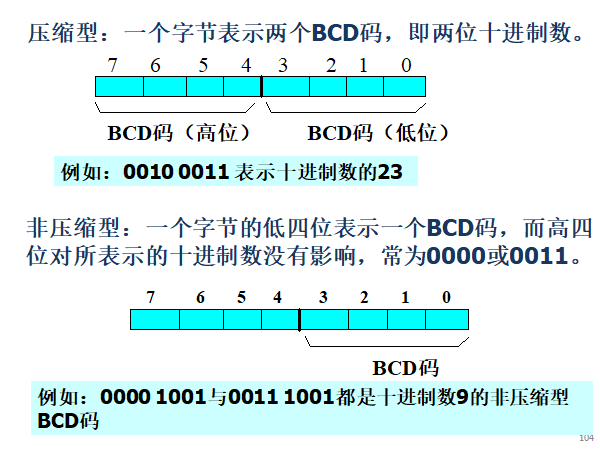 压缩型：一个字节表示两个BCD码，即两位十进制数。
7 6 5 4 3 2 1 0
BCD码（高位） BCD码（低位）
例如：0010 0011 表示十进制数的23
非压缩型：一个字节的低四位表示一个BCD码，而高四
位对所表示的十进制数没有影响，常为0000或0011。
7 6 5 4 3 2 1 0
BCD码
例如：0000 1001与0011 1001都是十进制数9的非压缩型
BCD码
104